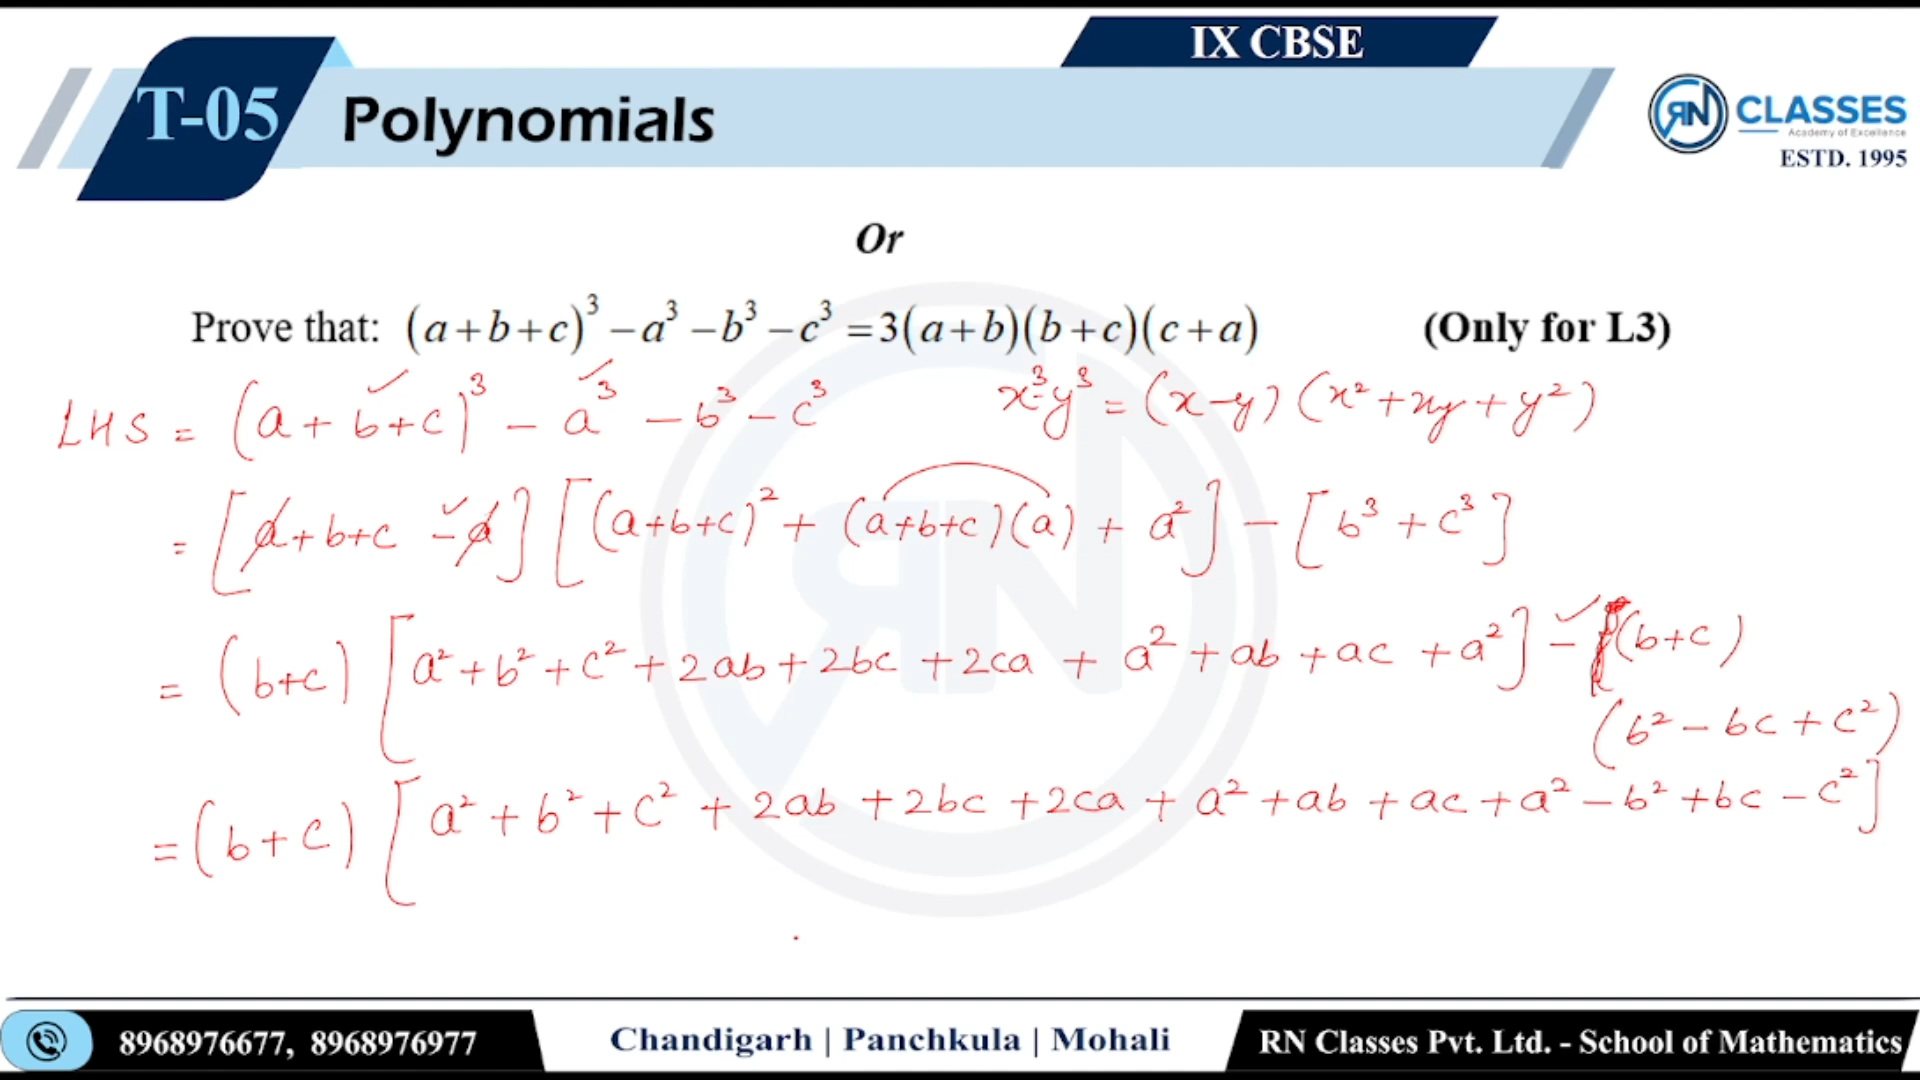 IX CBSE
T-05 Polynomials
RN CLASSES
Academy of Excellence
ESTD. 1995
Or
Prove that: (a+b+c)³ − a³ − b³ − c³ = 3(a+b)(b+c)(c+a) (Only for L3)
LHS = (a + b+c)³ − a³ − b³ − c³ x³-y³ = (x−y) (x² + xy + y²)
= [a+b+c −a] [(a+b+c)² + (a+b+c)(a) + a²] − [b³ + c³]
= (b+c) [a² + b² + c² + 2ab + 2bc + 2ca + a² + ab + ac + a²] − (b+c)
(b² − bc + c²)
= (b+c) [a² + b² + c² + 2ab + 2bc + 2ca + a² + ab + ac + a² − b² + bc − c²]
8968976677, 8968976977 Chandigarh | Panchkula | Mohali RN Classes Pvt. Ltd. - School of Mathematics